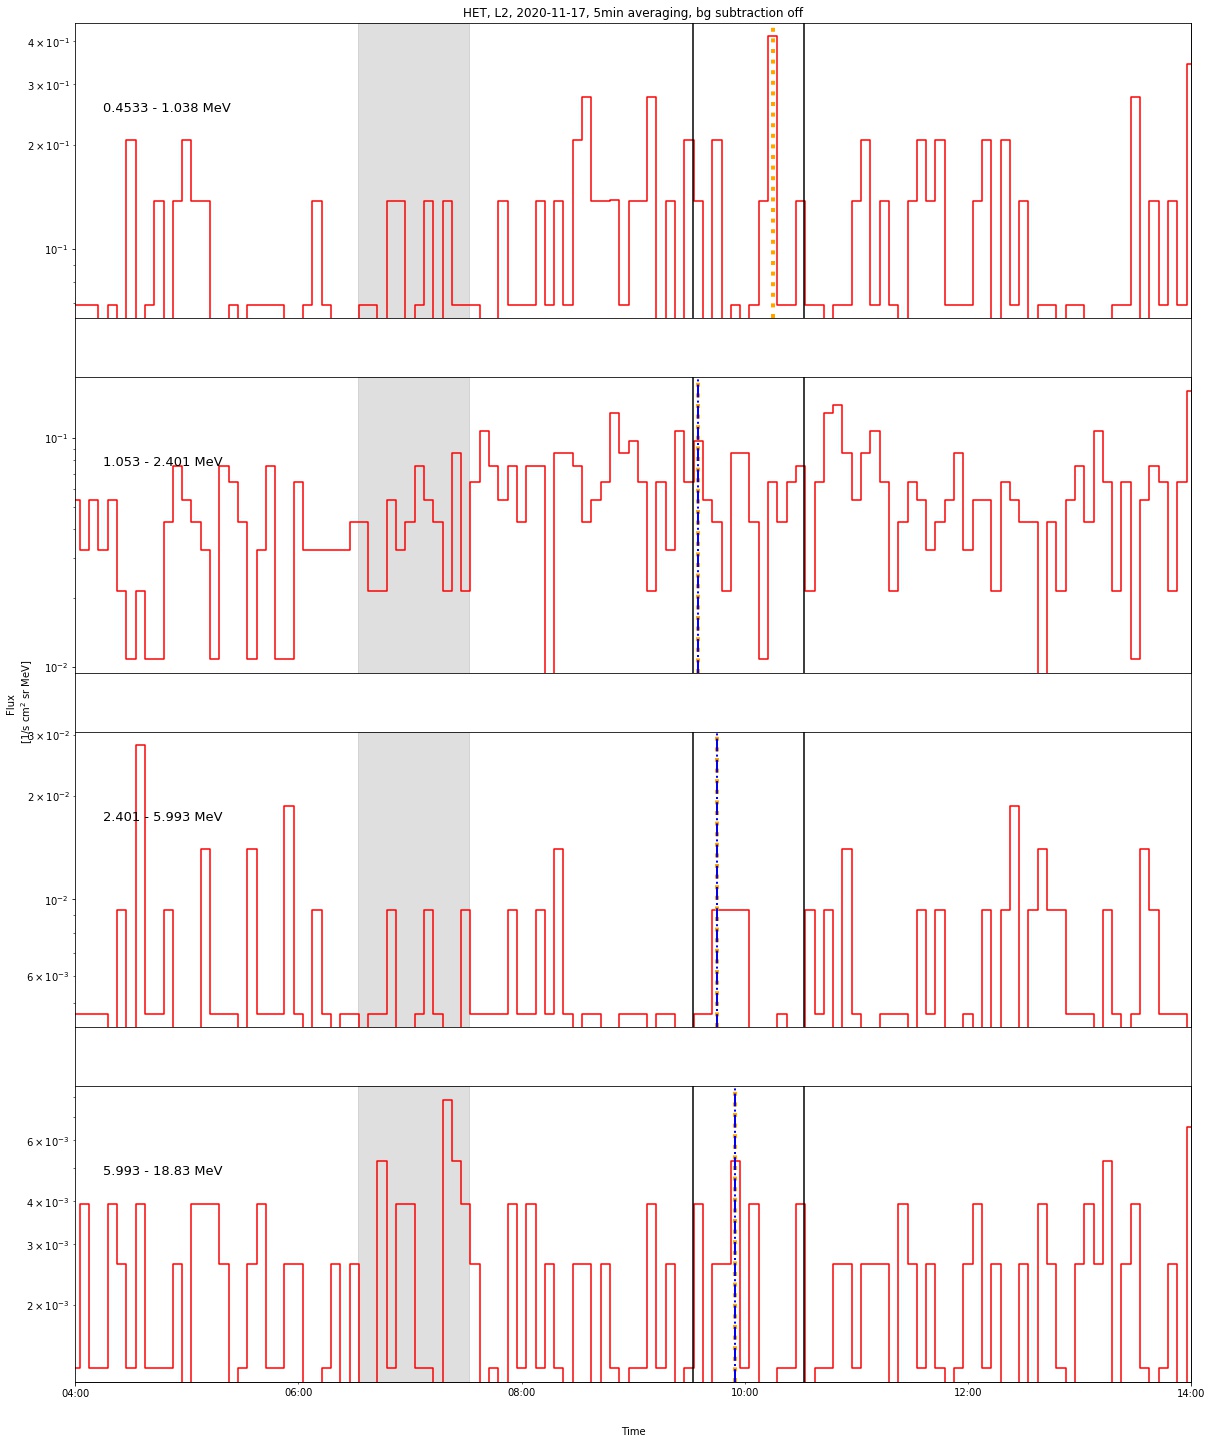 HET, L2, 2020-11-17, 5min averaging, bg subtraction off
4 × 10⁻¹
3 × 10⁻¹
0.4533 - 1.038 MeV
2 × 10⁻¹
10⁻¹
10⁻¹
1.053 - 2.401 MeV
10⁻²
Flux
[1/s cm² sr MeV]
3 × 10⁻²
2 × 10⁻²
2.401 - 5.993 MeV
10⁻²
6 × 10⁻³
6 × 10⁻³
5.993 - 18.83 MeV
4 × 10⁻³
3 × 10⁻³
2 × 10⁻³
04:00 06:00 08:00 10:00 12:00 14:00
Time